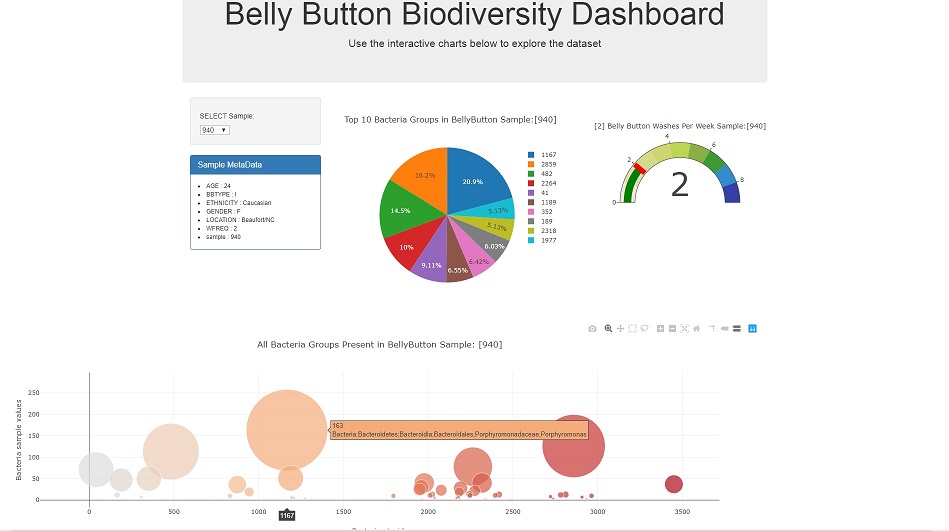 Belly Button Biodiversity Dashboard
Use the interactive charts below to explore the dataset
SELECT Sample:
940
Sample MetaData
AGE : 24
BBTYPE : I
ETHNICITY : Caucasian
GENDER : F
LOCATION : Beaufort/NC
WFREQ : 2
sample : 940
Top 10 Bacteria Groups in BellyButton Sample:[940]
20.9%
5.13%
5.13%
6.03%
6.42%
6.55%
9.11%
10%
14.5%
16.2%
1167
2859
482
2264
41
1189
352
189
2318
1977
[2] Belly Button Washes Per Week Sample:[940]
0
2
4
6
8
2
All Bacteria Groups Present in BellyButton Sample: [940]
Bacteria sample values
250
200
150
100
50
0
163
Bacteria;Bacteroidetes;Bacteroidia;Bacteroidales;Porphyromonadaceae;Porphyromonas
0
500
1000
1167
1500
2000
2500
3000
3500